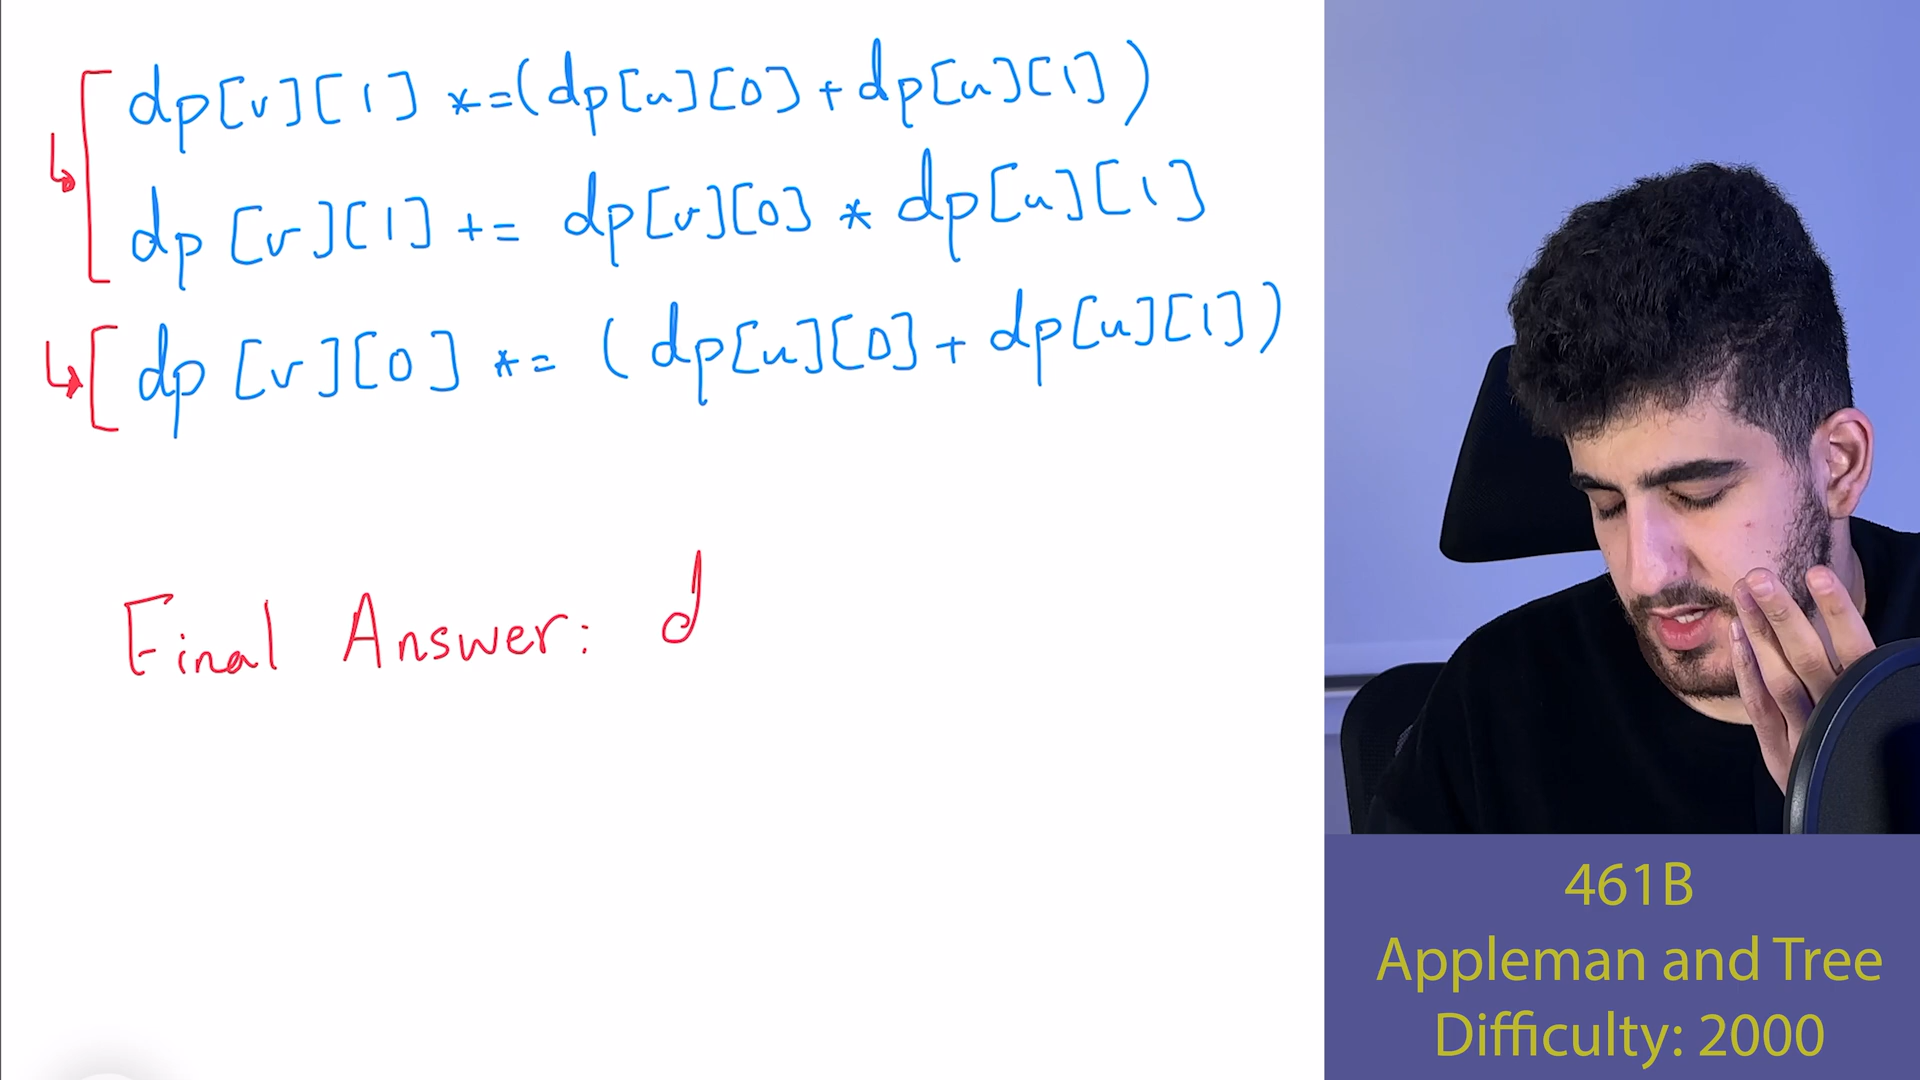 dp[v][1] *=(dp[u][0] + dp[u][1])
dp[v][1] += dp[v][0] * dp[u][1]
dp[v][0] *= (dp[u][0] + dp[u][1])
Final Answer: d
461B
Appleman and Tree
Difficulty: 2000